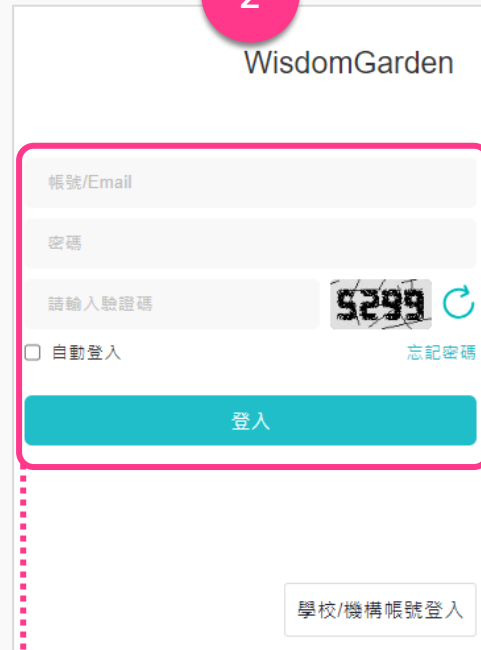 2
WisdomGarden
帳號/Email
密碼
請輸入驗證碼
5299
自動登入 忘記密碼
登入
學校/機構帳號登入